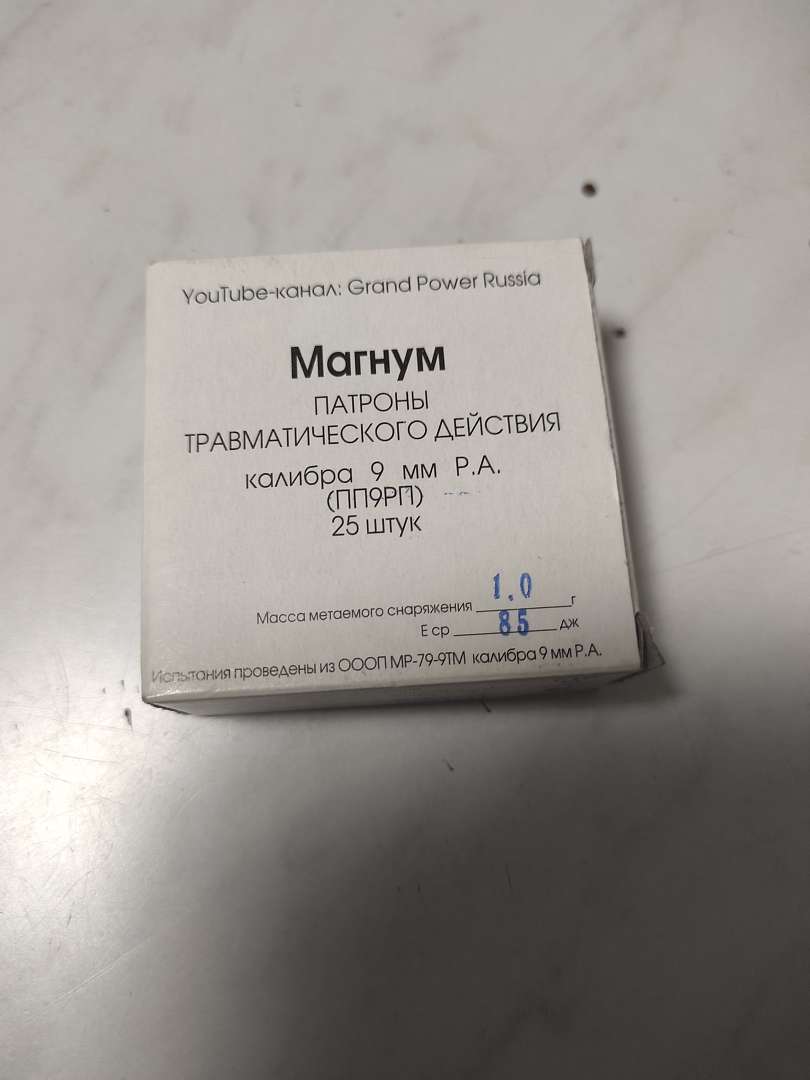 YouTube-канал: Grand Power Russia
Магнум
ПАТРОНЫ
ТРАВМАТИЧЕСКОГО ДЕЙСТВИЯ
калибра 9 мм Р.А.
(ПП9РП)
25 штук
Масса метаемого снаряжения 1.0 г
Е ср 85 дж
Испытания проведены из ОООП МР-79-9ТМ калибра 9 мм Р.А.